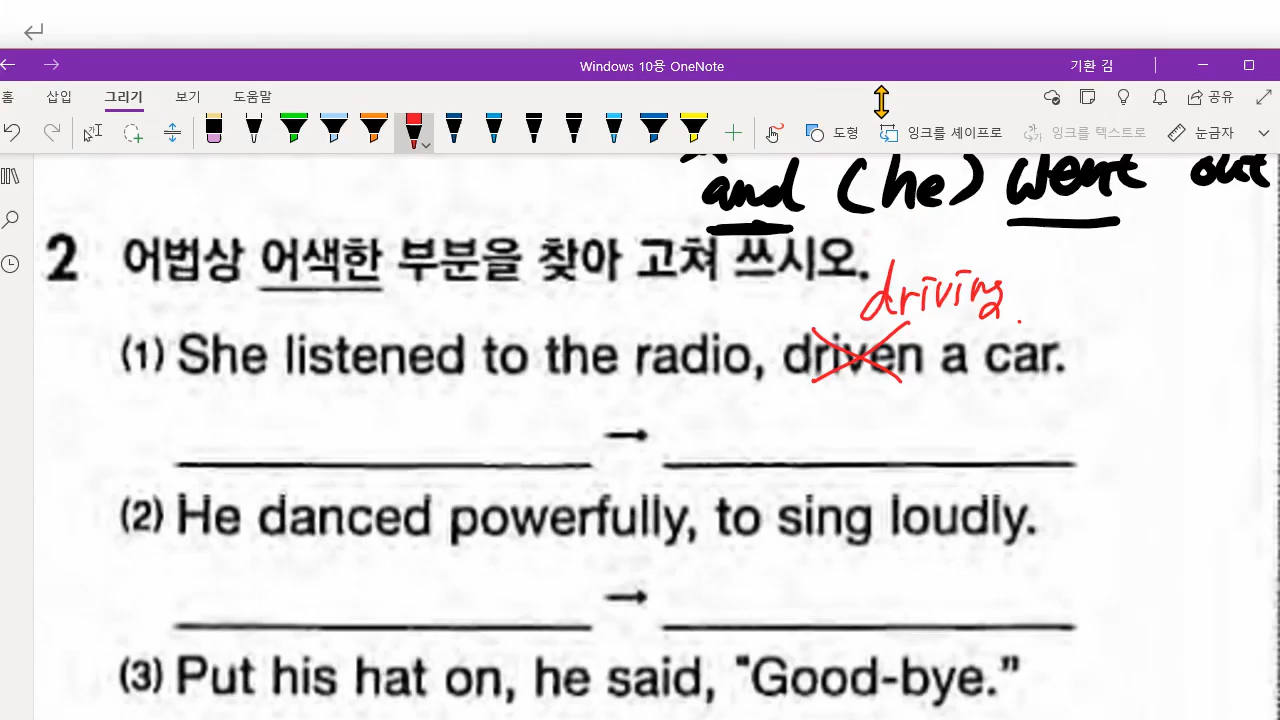 Windows 10용 OneNote
기환 김
홈 삽입 그리기 보기 도움말
공유
도형 잉크를 셰이프로 잉크를 텍스트로 눈금자
and (he) went out
2 어법상 어색한 부분을 찾아 고쳐 쓰시오.
driving
(1) She listened to the radio, driven a car.
→
(2) He danced powerfully, to sing loudly.
→
(3) Put his hat on, he said, "Good-bye."